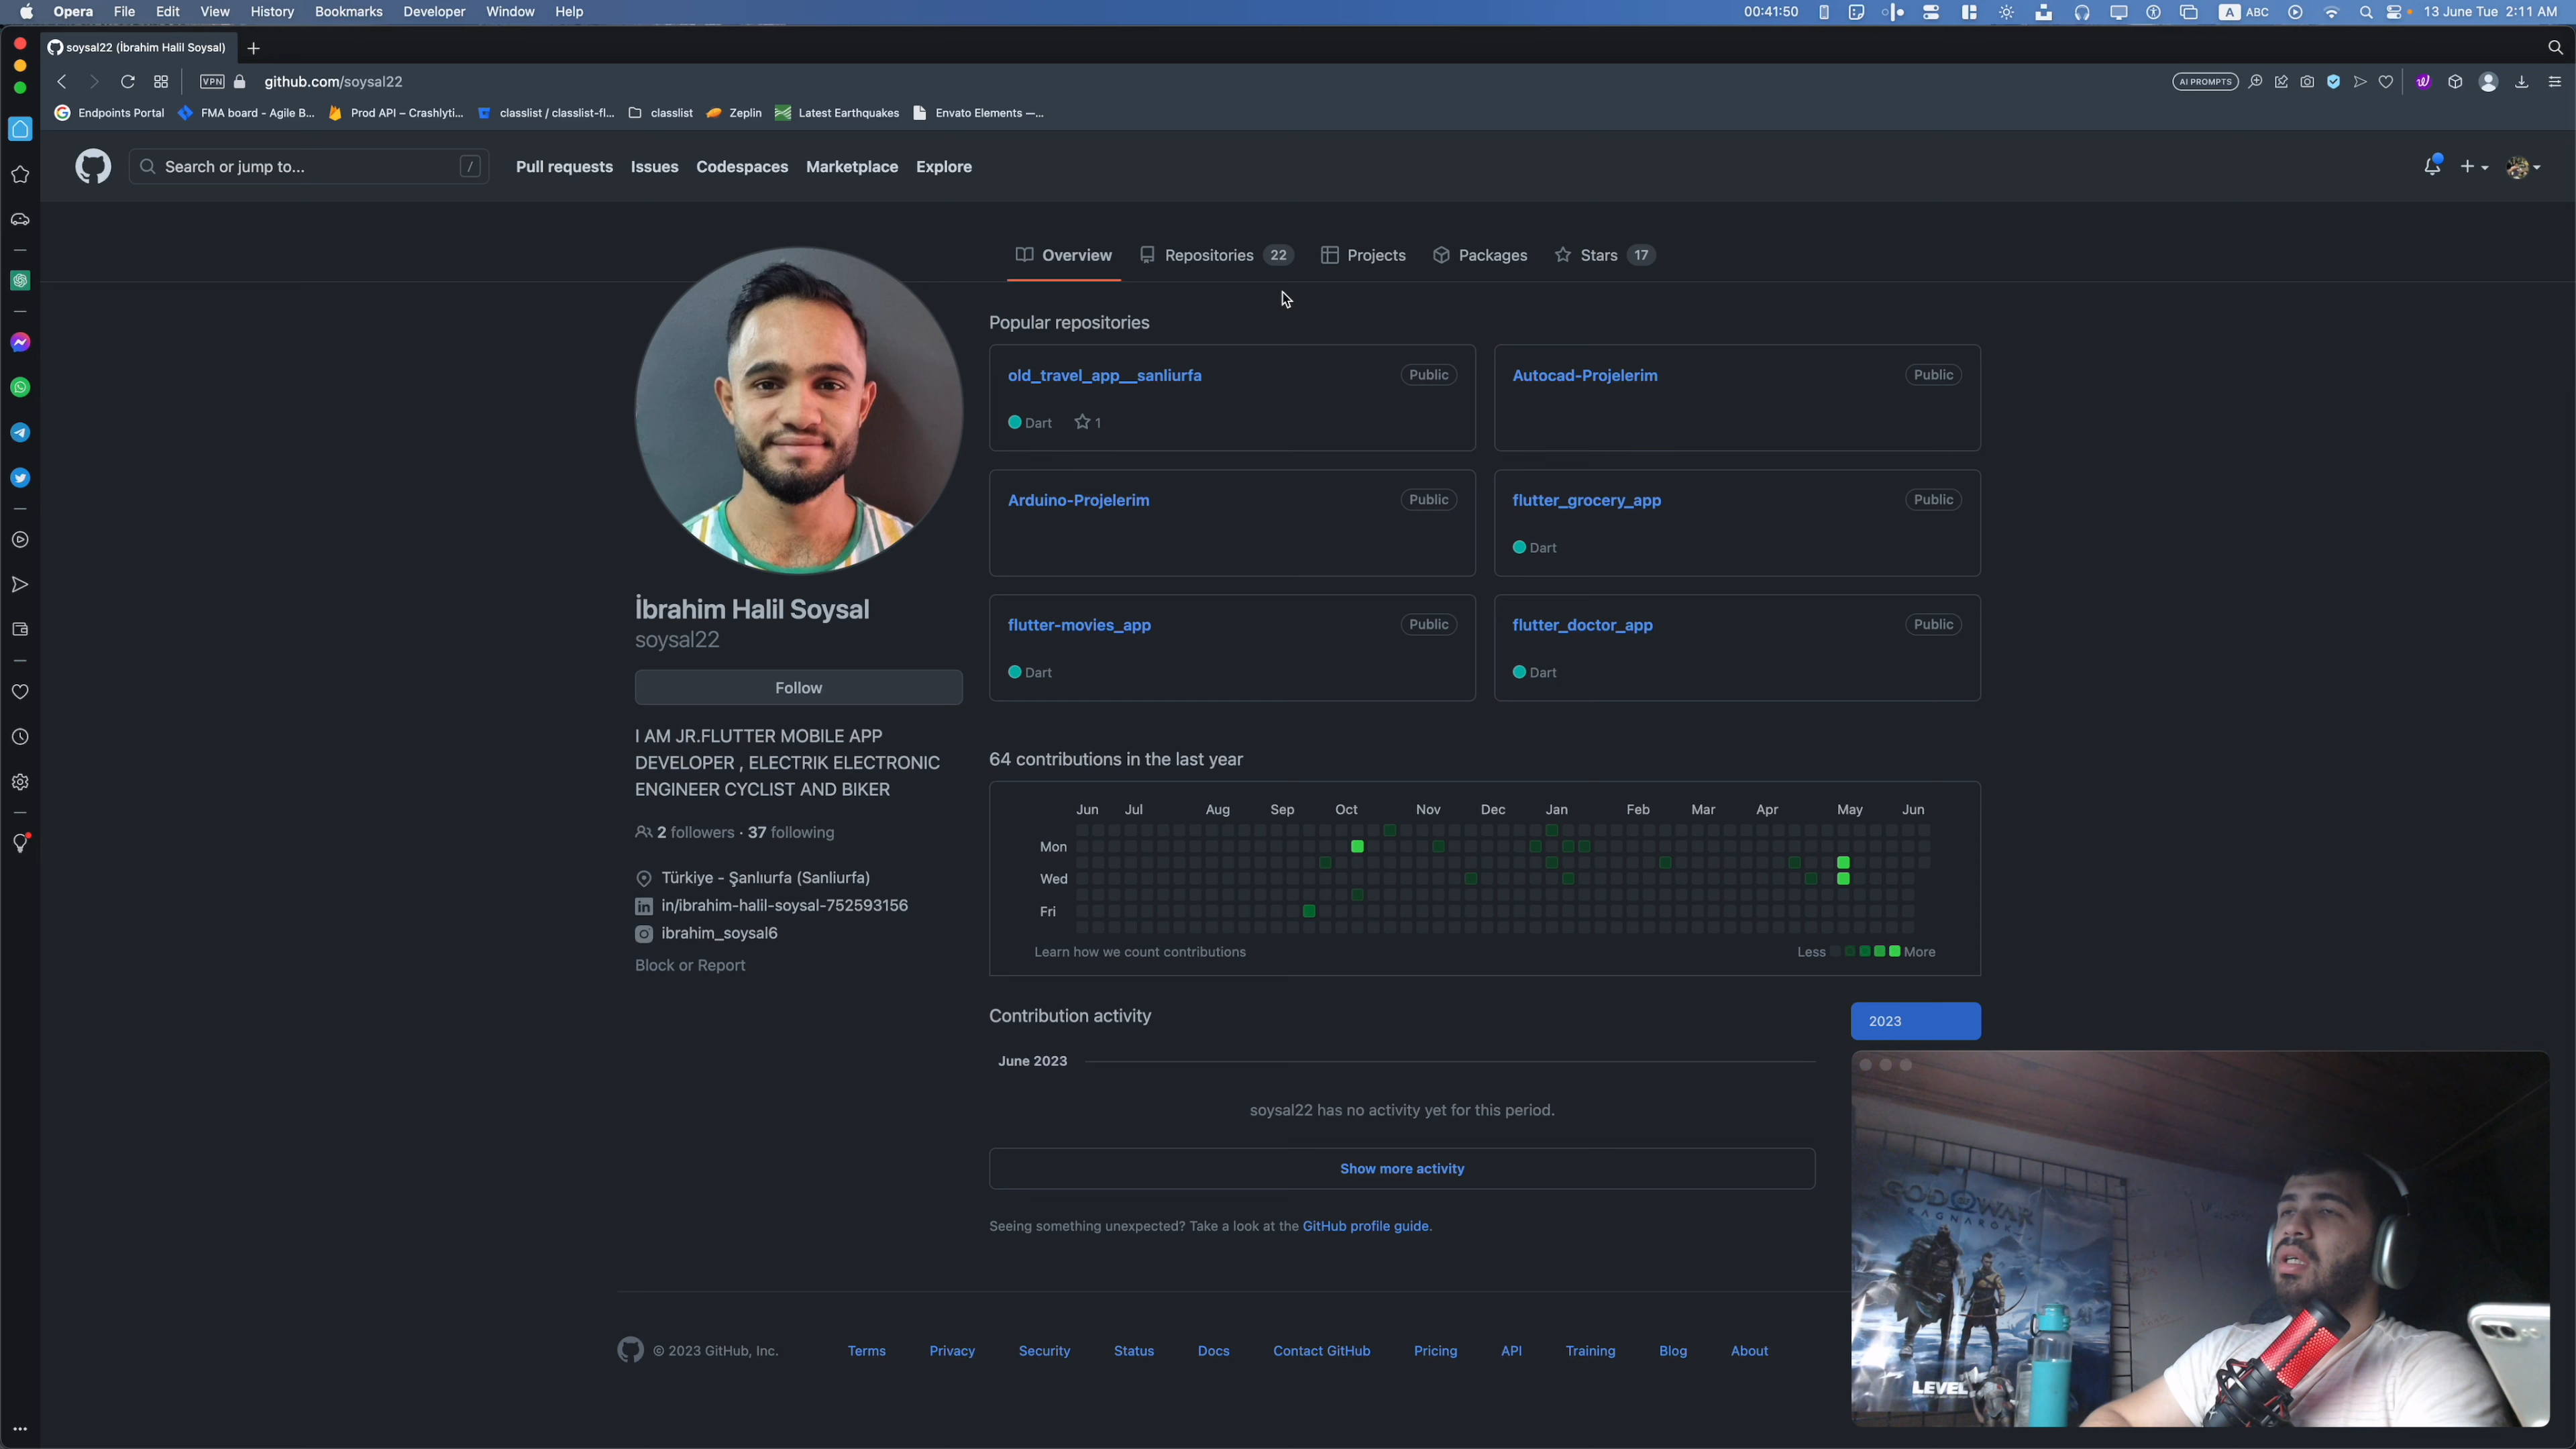 Opera File Edit View History Bookmarks Developer Window Help
00:41:50 A ABC 13 June Tue 2:11 AM
soysal22 (İbrahim Halil Soysal)
VPN github.com/soysal22 AI PROMPTS
Endpoints Portal FMA board - Agile B... Prod API – Crashlyti... classlist / classlist-fl... classlist Zeplin Latest Earthquakes Envato Elements —...
Search or jump to... / Pull requests Issues Codespaces Marketplace Explore
Overview Repositories 22 Projects Packages Stars 17
İbrahim Halil Soysal
soysal22
Follow
I AM JR.FLUTTER MOBILE APP
DEVELOPER , ELECTRIK ELECTRONIC
ENGINEER CYCLIST AND BIKER
2 followers · 37 following
Türkiye - Şanlıurfa (Sanliurfa)
in/ibrahim-halil-soysal-752593156
ibrahim_soysal6
Block or Report
Popular repositories
old_travel_app__sanliurfa Public
Dart 1
Autocad-Projelerim Public
Arduino-Projelerim Public
flutter_grocery_app Public
Dart
flutter-movies_app Public
Dart
flutter_doctor_app Public
Dart
64 contributions in the last year
Jun Jul Aug Sep Oct Nov Dec Jan Feb Mar Apr May Jun
Mon
Wed
Fri
Learn how we count contributions Less More
Contribution activity
2023
June 2023
soysal22 has no activity yet for this period.
Show more activity
Seeing something unexpected? Take a look at the GitHub profile guide.
© 2023 GitHub, Inc. Terms Privacy Security Status Docs Contact GitHub Pricing API Training Blog About
GOD OF WAR
RAGNARÖK
LEVEL